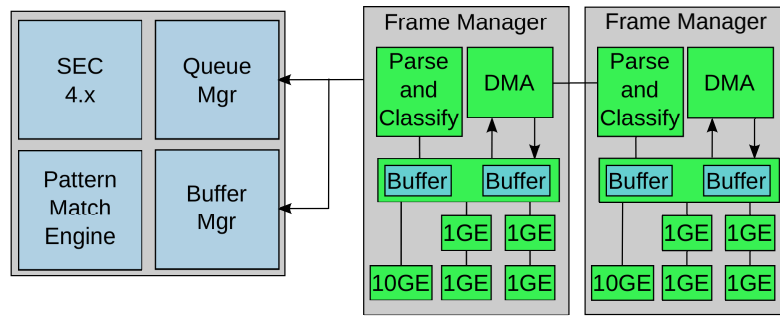 SEC
4.x
Queue
Mgr
Pattern
Match
Engine
Buffer
Mgr
Frame Manager
Parse
and
Classify
DMA
Buffer
Buffer
1GE
1GE
10GE
1GE
1GE
Frame Manager
Parse
and
Classify
DMA
Buffer
Buffer
1GE
1GE
10GE
1GE
1GE